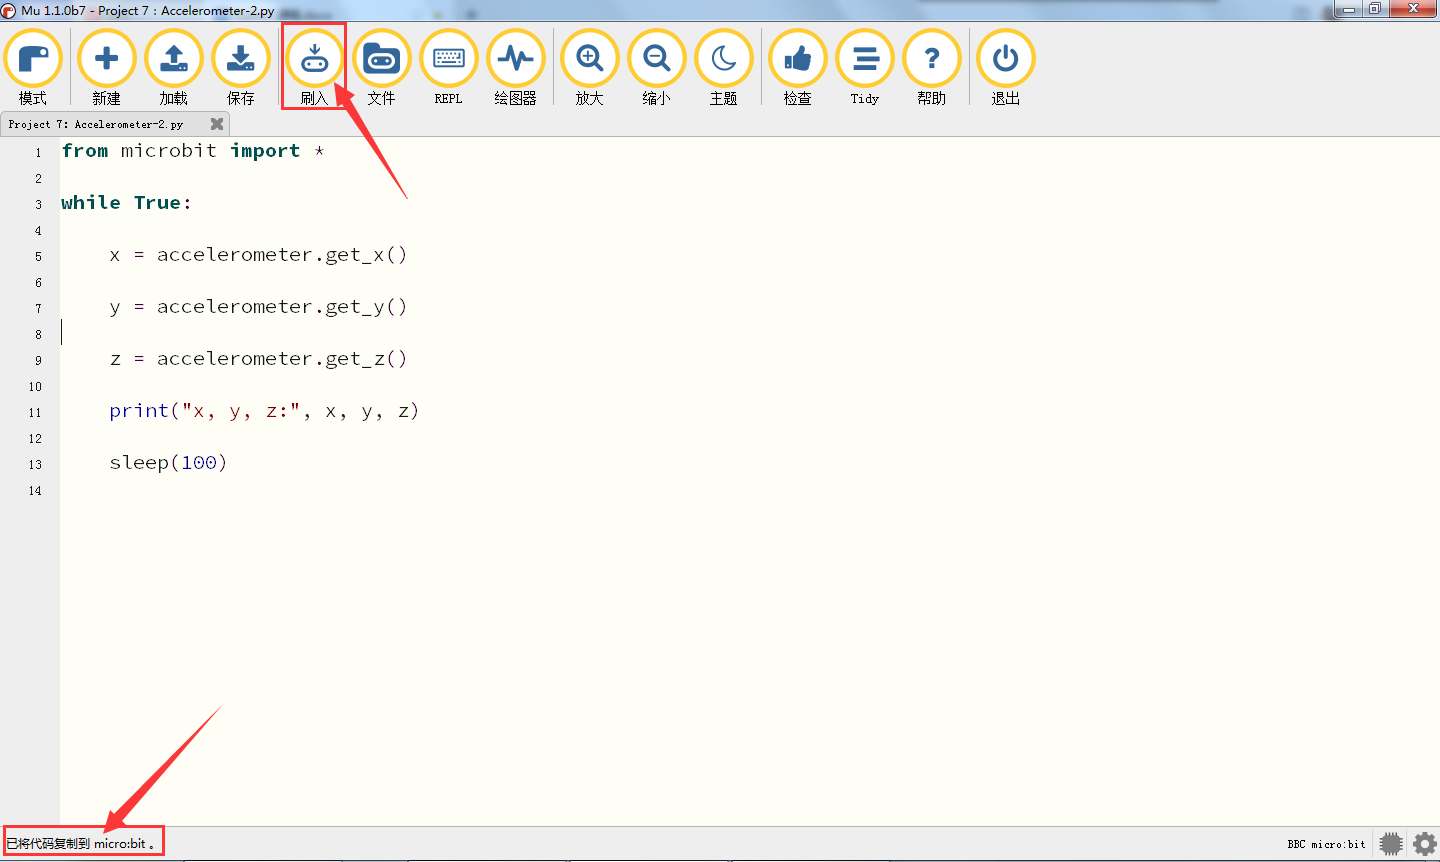 Mu 1.1.0b7 - Project 7：Accelerometer-2.py
模式 新建 加载 保存 刷入 文件 REPL 绘图器 放大 缩小 主题 检查 Tidy 帮助 退出
Project 7: Accelerometer-2.py
1 from microbit import *
2
3 while True:
4
5 x = accelerometer.get_x()
6
7 y = accelerometer.get_y()
8
9 z = accelerometer.get_z()
10
11 print("x, y, z:", x, y, z)
12
13 sleep(100)
14
已将代码复制到 micro:bit 。
BBC micro:bit